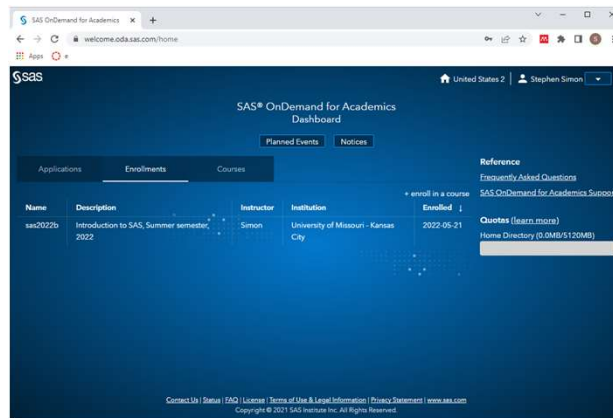 SAS OnDemand for Academics
welcome.oda.sas.com/home
Apps
sas
United States 2
Stephen Simon
SAS® OnDemand for Academics
Dashboard
Planned Events
Notices
Applications
Enrollments
Courses
Reference
Frequently Asked Questions
SAS OnDemand for Academics Suppor
+ enroll in a course
Name Description Instructor Institution Enrolled ↓
sas2022b Introduction to SAS, Summer semester, Simon University of Missouri - Kansas 2022-05-21
2022 City
Quotas (learn more)
Home Directory (0.0MB/5120MB)
Contact Us | Status | FAQ | License | Terms of Use & Legal Information | Privacy Statement | www.sas.com
Copyright © 2021 SAS Institute Inc. All Rights Reserved.